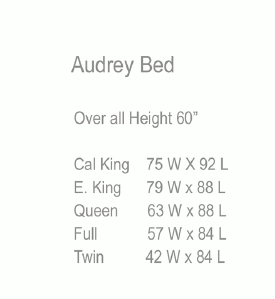 Audrey Bed
Over all Height 60”
Cal King 75 W X 92 L
E. King 79 W x 88 L
Queen 63 W x 88 L
Full 57 W x 84 L
Twin 42 W x 84 L